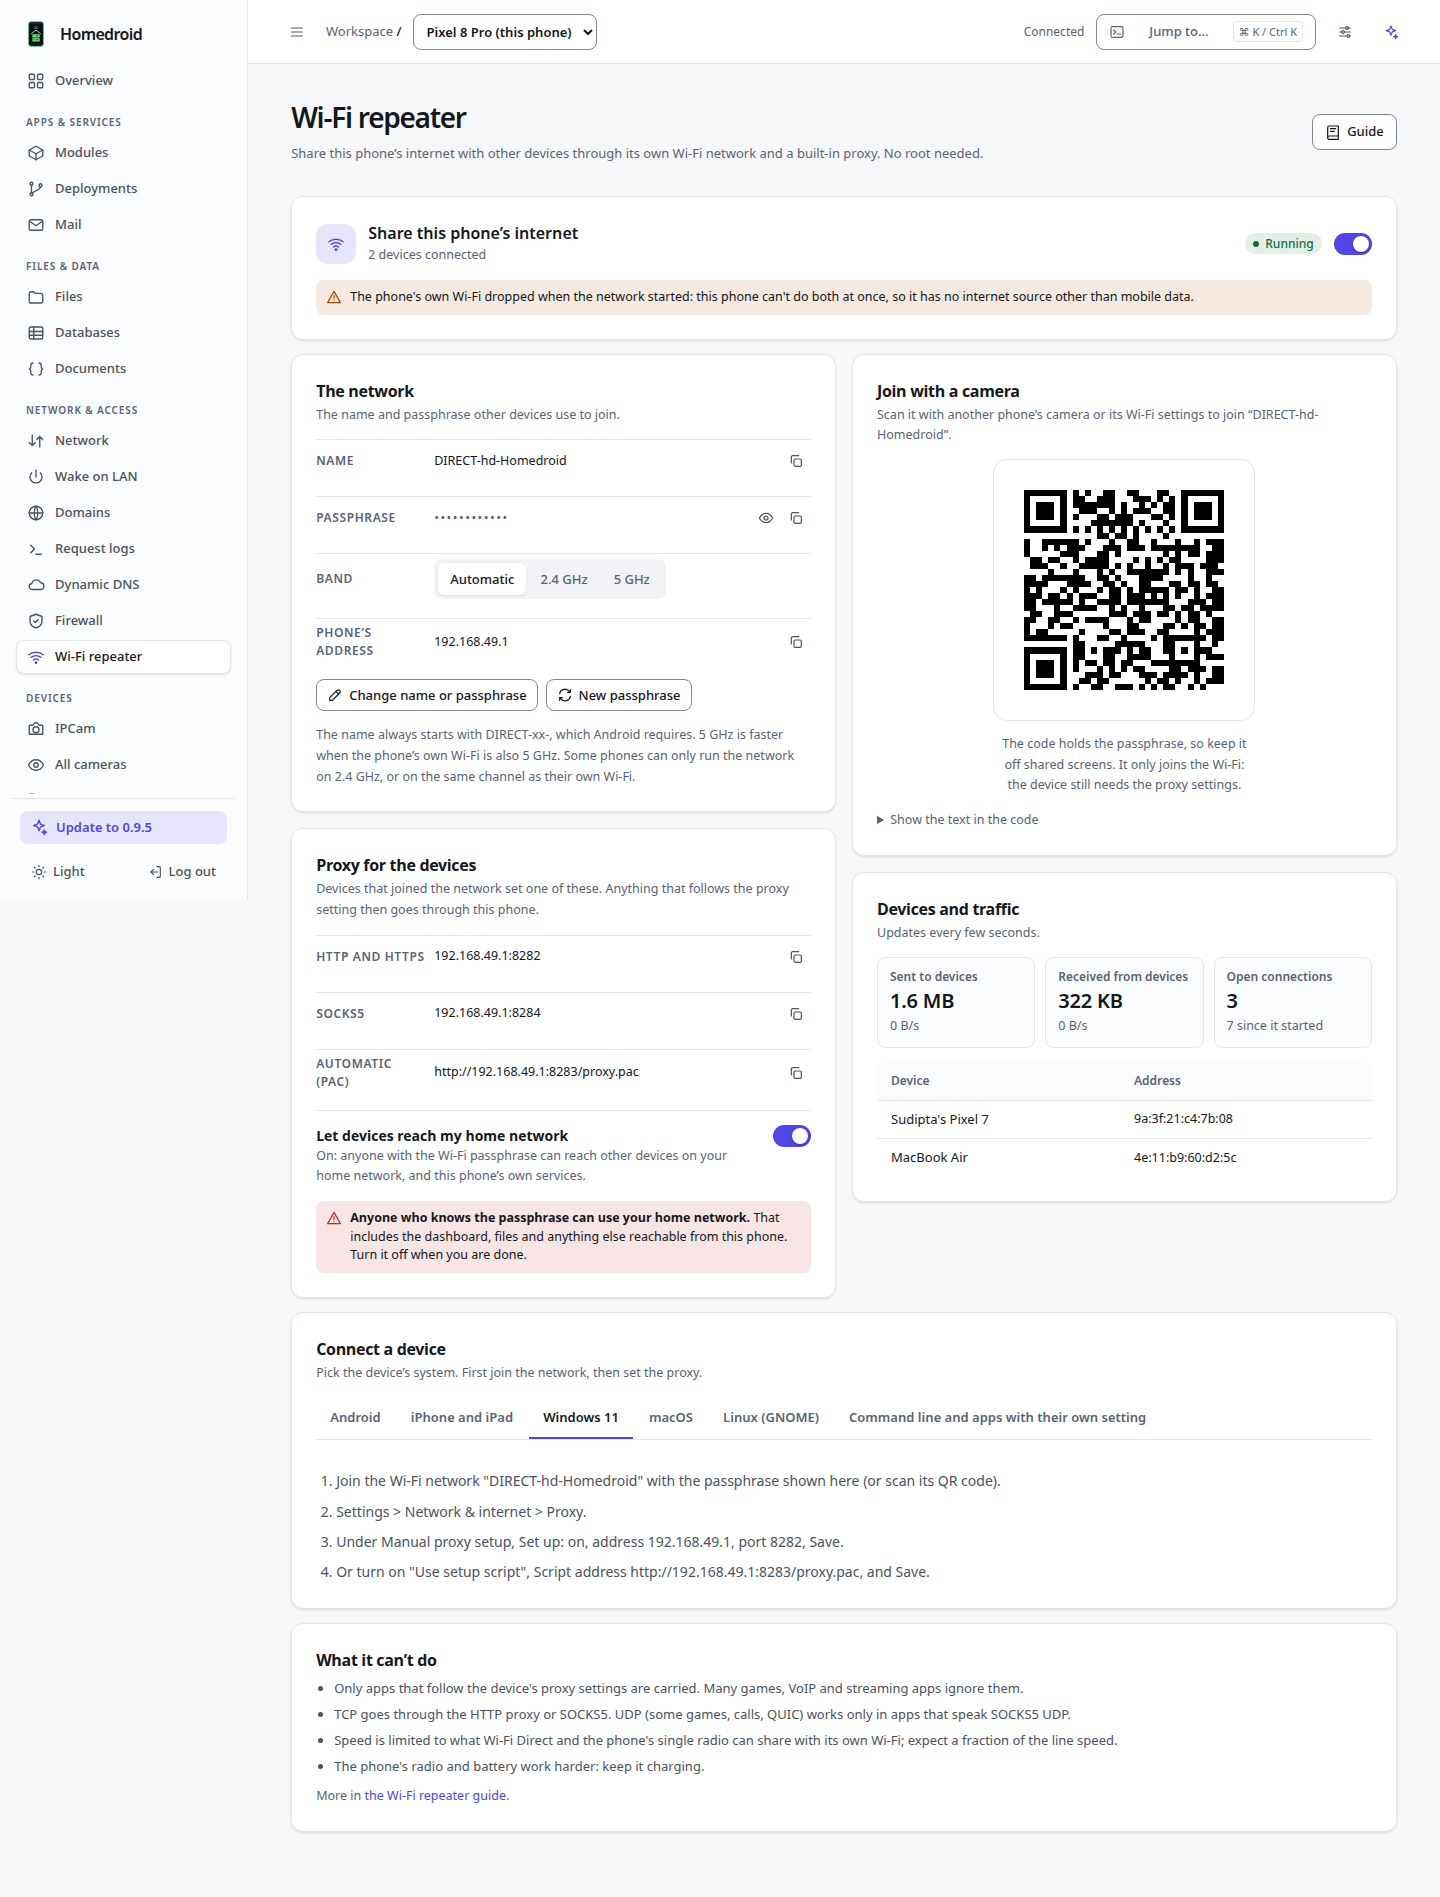 Homedroid
Overview
APPS & SERVICES
Modules
Deployments
Mail
FILES & DATA
Files
Databases
Documents
NETWORK & ACCESS
Network
Wake on LAN
Domains
Request logs
Dynamic DNS
Firewall
Wi-Fi repeater
DEVICES
IPCam
All cameras
Update to 0.9.5
Light
Log out
Workspace / Pixel 8 Pro (this phone)
Connected
Jump to... ⌘ K / Ctrl K
Wi-Fi repeater
Share this phone’s internet with other devices through its own Wi-Fi network and a built-in proxy. No root needed.
Guide
Share this phone’s internet
2 devices connected
Running
The phone's own Wi-Fi dropped when the network started: this phone can't do both at once, so it has no internet source other than mobile data.
The network
The name and passphrase other devices use to join.
NAME DIRECT-hd-Homedroid
PASSPHRASE ············
BAND Automatic 2.4 GHz 5 GHz
PHONE’S
ADDRESS
192.168.49.1
Change name or passphrase
New passphrase
The name always starts with DIRECT-xx-, which Android requires. 5 GHz is faster
when the phone’s own Wi-Fi is also 5 GHz. Some phones can only run the network
on 2.4 GHz, or on the same channel as their own Wi-Fi.
Proxy for the devices
Devices that joined the network set one of these. Anything that follows the proxy
setting then goes through this phone.
HTTP AND HTTPS 192.168.49.1:8282
SOCKS5 192.168.49.1:8284
AUTOMATIC
(PAC)
http://192.168.49.1:8283/proxy.pac
Let devices reach my home network
On: anyone with the Wi-Fi passphrase can reach other devices on your
home network, and this phone’s own services.
Anyone who knows the passphrase can use your home network. That
includes the dashboard, files and anything else reachable from this phone.
Turn it off when you are done.
Join with a camera
Scan it with another phone’s camera or its Wi-Fi settings to join “DIRECT-hd-
Homedroid”.
The code holds the passphrase, so keep it
off shared screens. It only joins the Wi-Fi:
the device still needs the proxy settings.
Show the text in the code
Devices and traffic
Updates every few seconds.
Sent to devices
1.6 MB
0 B/s
Received from devices
322 KB
0 B/s
Open connections
3
7 since it started
Device Address
Sudipta's Pixel 7 9a:3f:21:c4:7b:08
MacBook Air 4e:11:b9:60:d2:5c
Connect a device
Pick the device’s system. First join the network, then set the proxy.
Android iPhone and iPad Windows 11 macOS Linux (GNOME) Command line and apps with their own setting
1. Join the Wi-Fi network "DIRECT-hd-Homedroid" with the passphrase shown here (or scan its QR code).
2. Settings > Network & internet > Proxy.
3. Under Manual proxy setup, Set up: on, address 192.168.49.1, port 8282, Save.
4. Or turn on "Use setup script", Script address http://192.168.49.1:8283/proxy.pac, and Save.
What it can’t do
• Only apps that follow the device's proxy settings are carried. Many games, VoIP and streaming apps ignore them.
• TCP goes through the HTTP proxy or SOCKS5. UDP (some games, calls, QUIC) works only in apps that speak SOCKS5 UDP.
• Speed is limited to what Wi-Fi Direct and the phone's single radio can share with its own Wi-Fi; expect a fraction of the line speed.
• The phone's radio and battery work harder: keep it charging.
More in the Wi-Fi repeater guide.